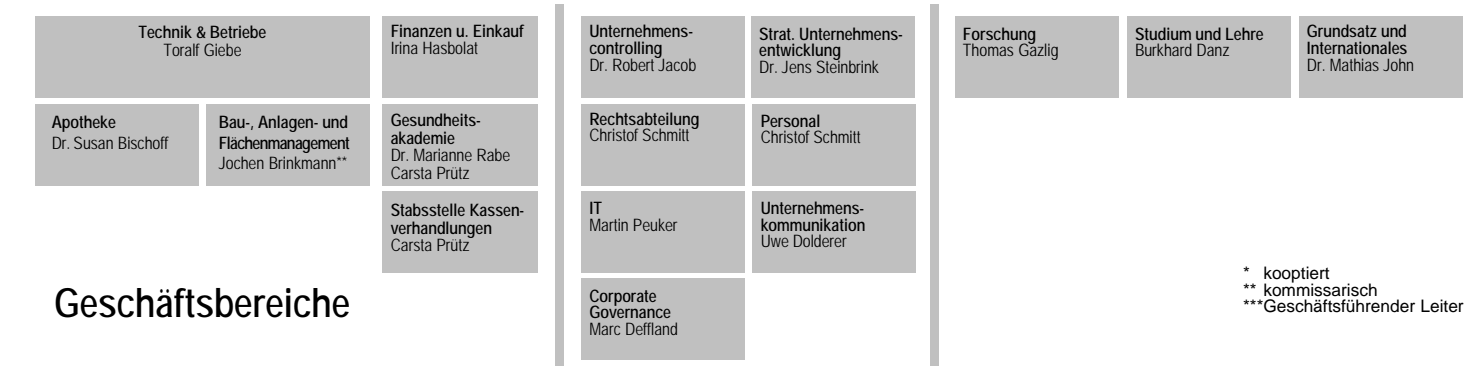 Technik & Betriebe
Toralf Giebe
Finanzen u. Einkauf
Irina Hasbolat
Apotheke
Dr. Susan Bischoff
Bau-, Anlagen- und
Flächenmanagement
Jochen Brinkmann**
Gesundheits-
akademie
Dr. Marianne Rabe
Carsta Prütz
Stabsstelle Kassen-
verhandlungen
Carsta Prütz
Geschäftsbereiche
Unternehmens-
controlling
Dr. Robert Jacob
Strat. Unternehmens-
entwicklung
Dr. Jens Steinbrink
Rechtsabteilung
Christof Schmitt
Personal
Christof Schmitt
IT
Martin Peuker
Unternehmens-
kommunikation
Uwe Dolderer
Corporate
Governance
Marc Deffland
Forschung
Thomas Gazlig
Studium und Lehre
Burkhard Danz
Grundsatz und
Internationales
Dr. Mathias John
* kooptiert
** kommissarisch
***Geschäftsführender Leiter